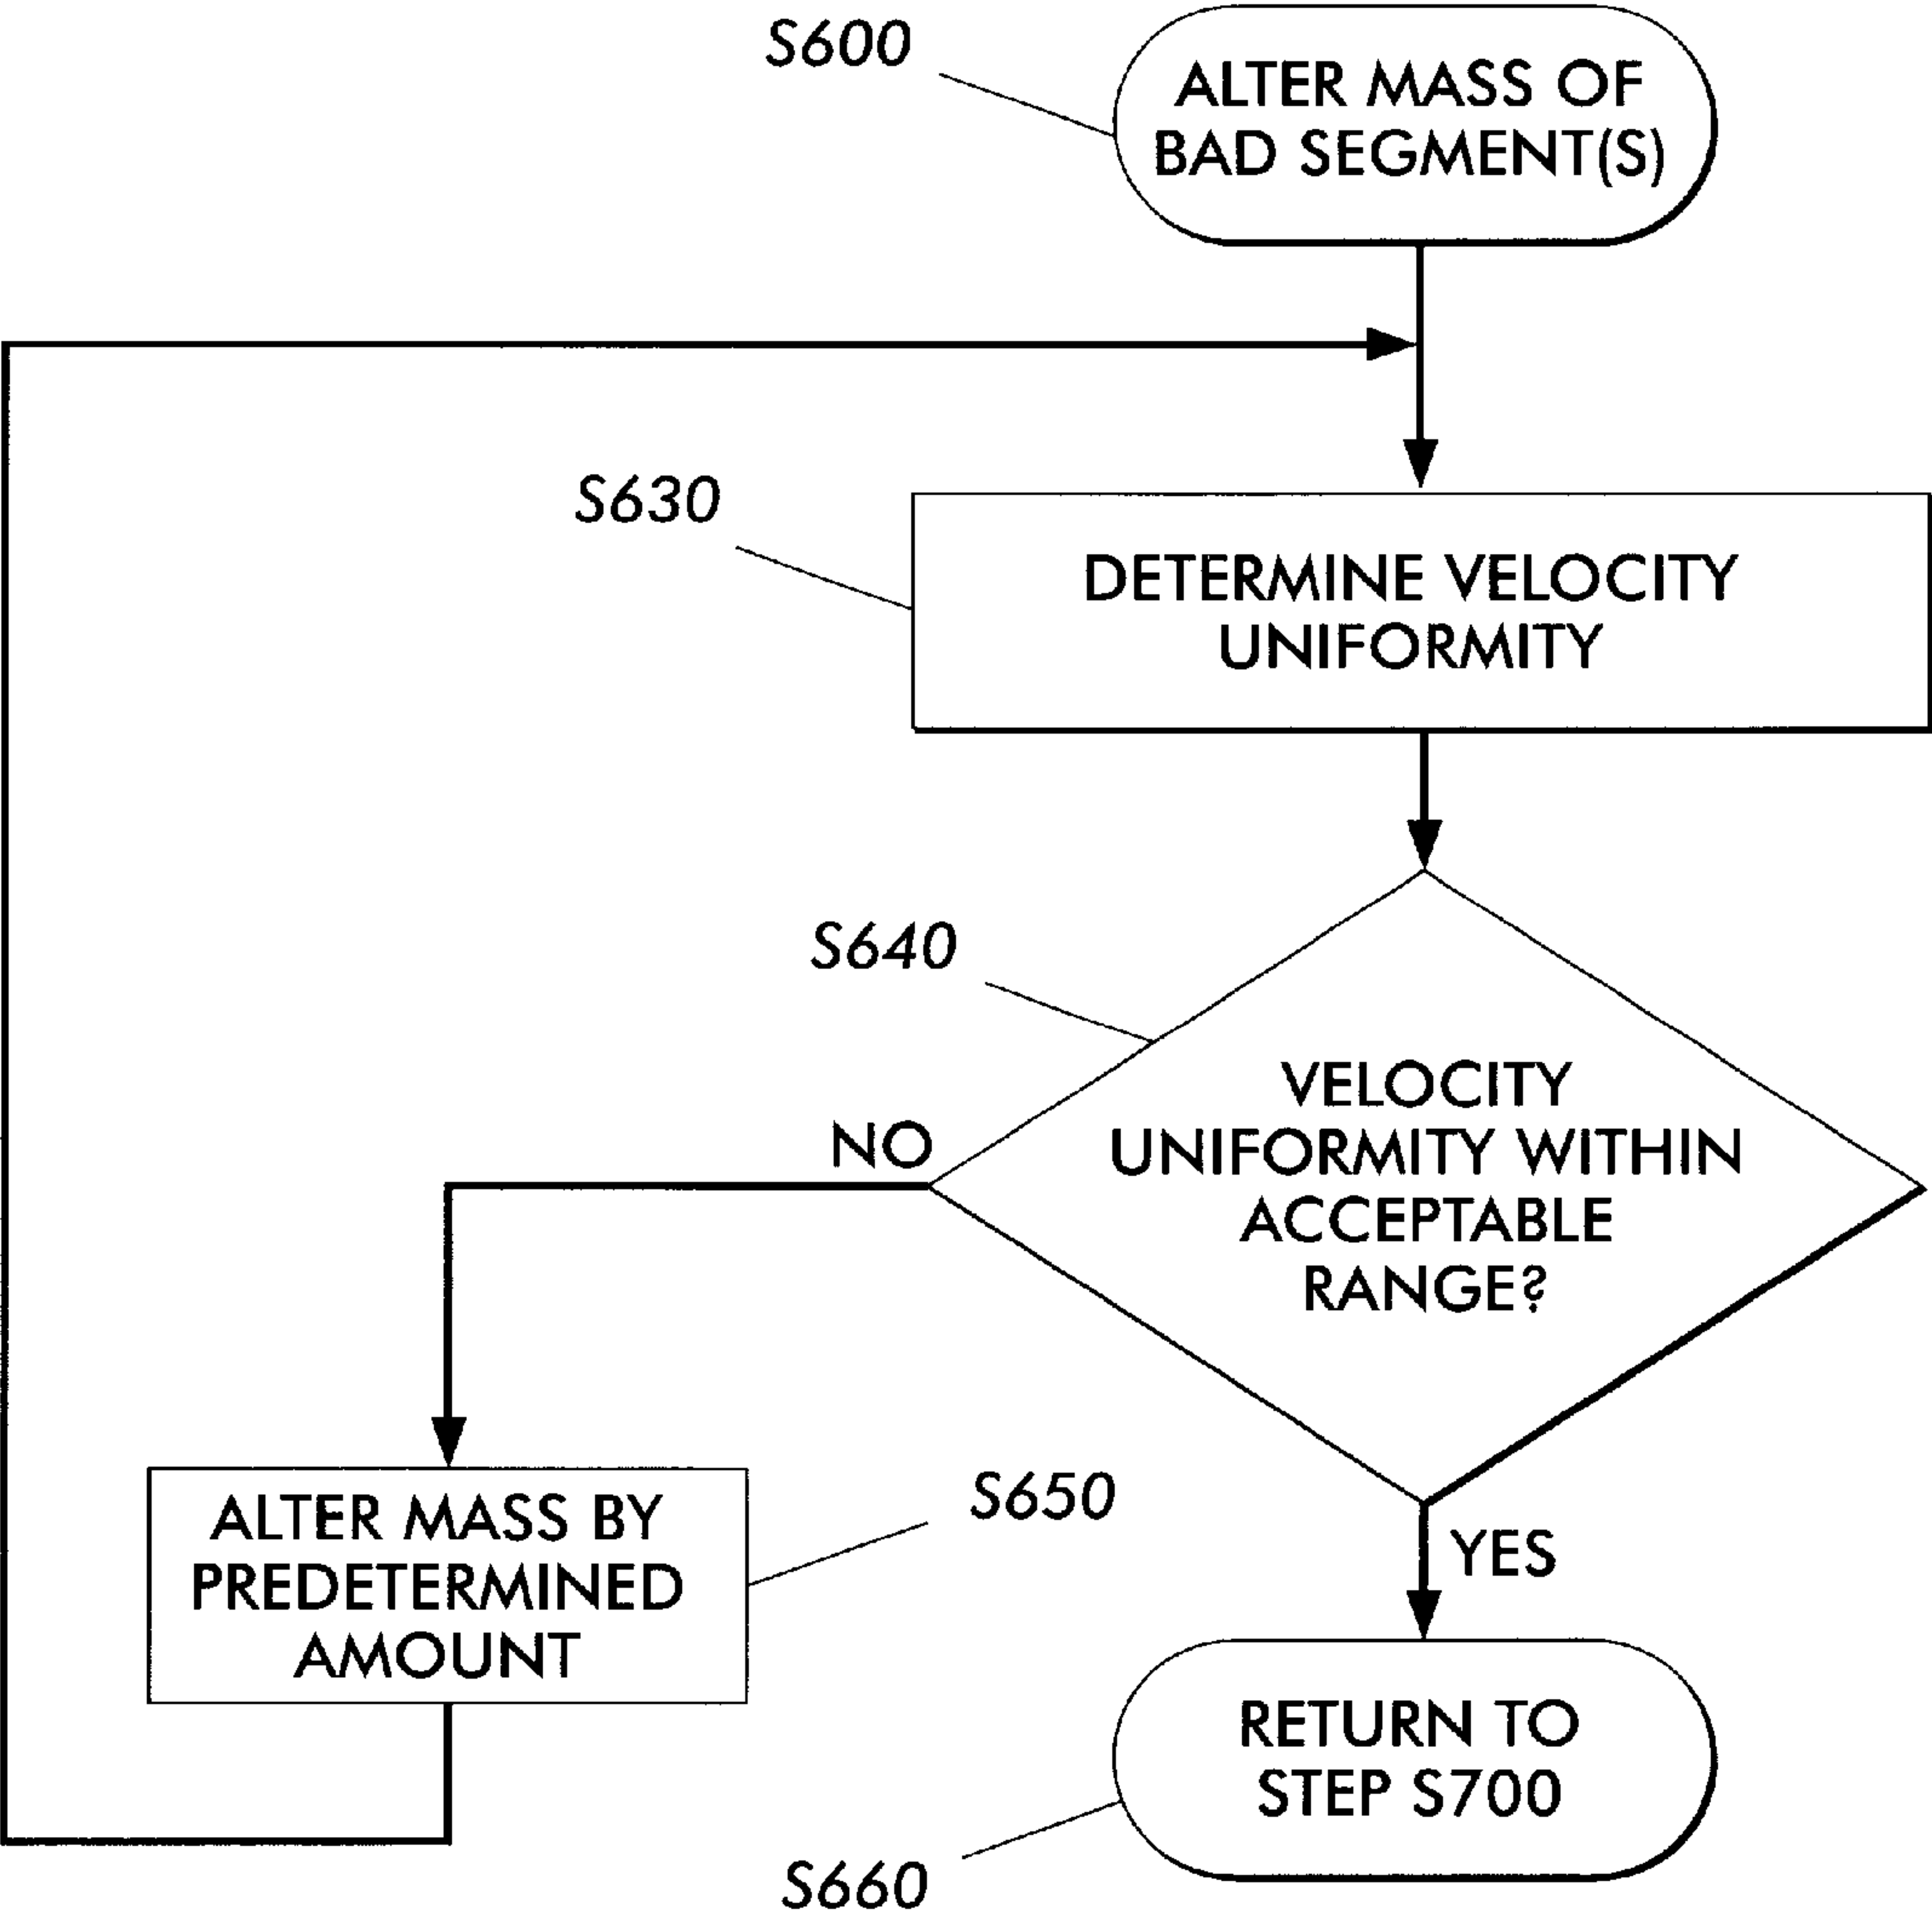 S600
ALTER MASS OF
BAD SEGMENT(S)
S630
DETERMINE VELOCITY
UNIFORMITY
S640
VELOCITY
UNIFORMITY WITHIN
ACCEPTABLE
RANGE?
NO
YES
S650
ALTER MASS BY
PREDETERMINED
AMOUNT
RETURN TO
STEP S700
S660